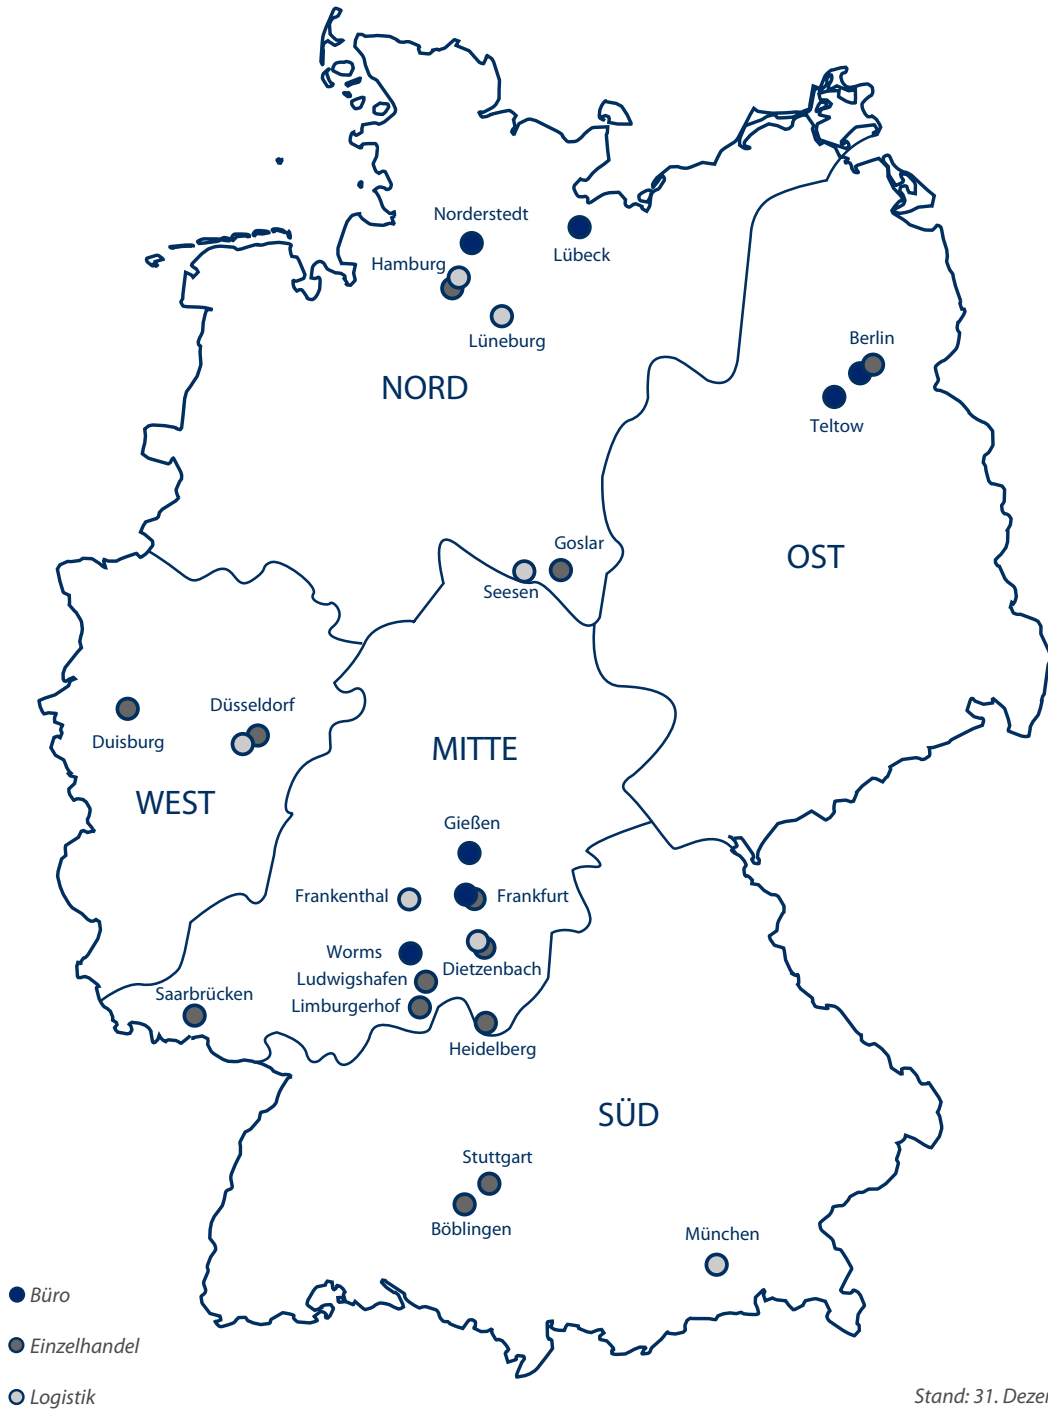 Norderstedt
Lübeck
Hamburg
Lüneburg
Berlin
NORD
Teltow
Goslar
OST
Seesen
Düsseldorf
Duisburg
MITTE
WEST
Gießen
Frankenthal
Frankfurt
Worms
Dietzenbach
Ludwigshafen
Saarbrücken
Limburgerhof
Heidelberg
SÜD
Stuttgart
Böblingen
München
Büro
Einzelhandel
Logistik
Stand: 31. Dezer